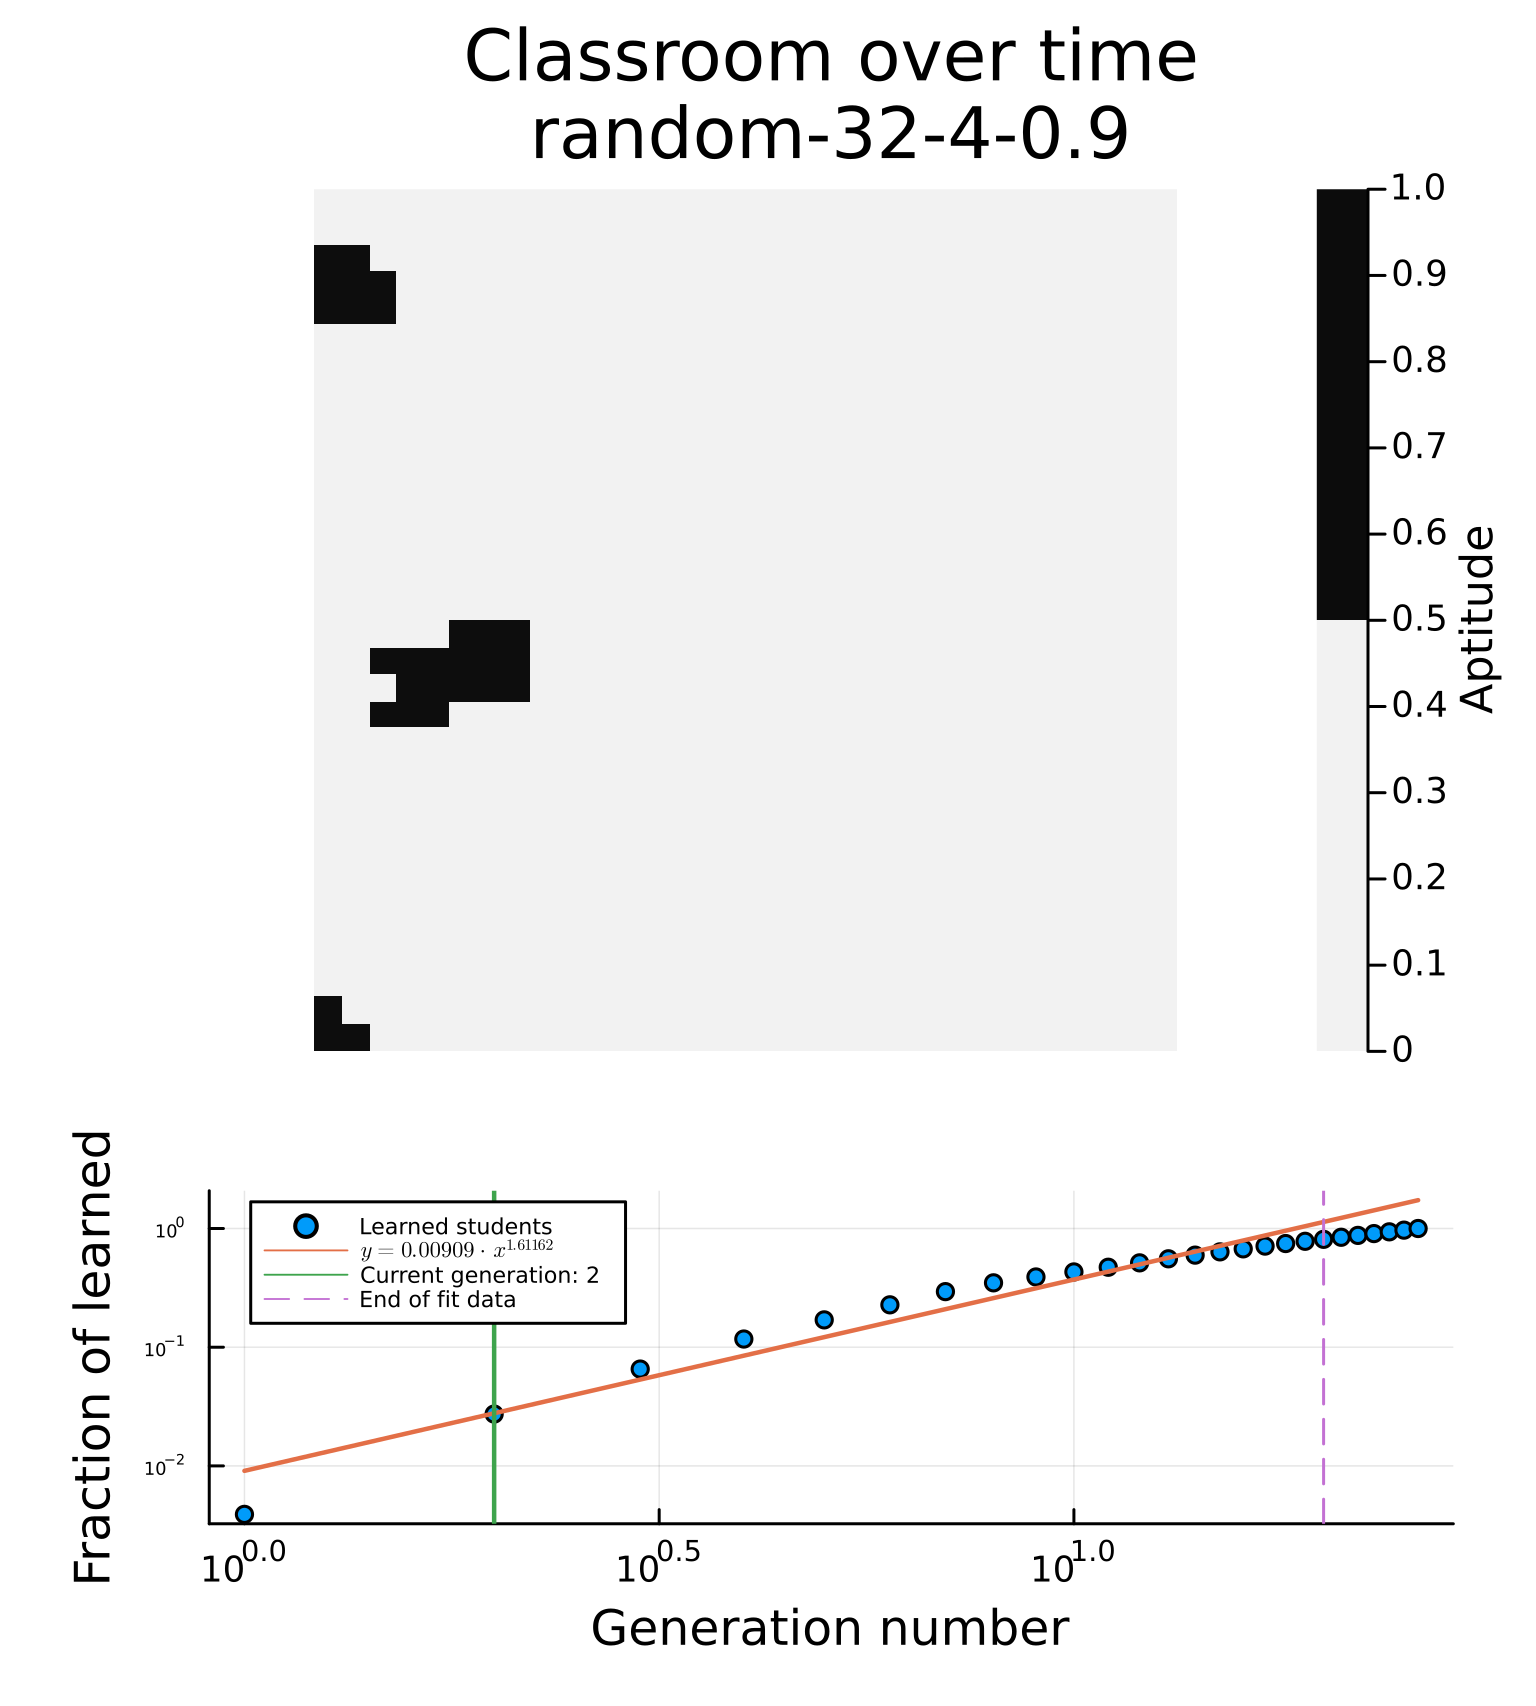 Classroom over time
random-32-4-0.9
1.0
0.9
0.8
0.7
0.6
0.5
0.4
0.3
0.2
0.1
0
Aptitude
Fraction of learned
10⁰
10⁻¹
10⁻²
Learned students
y = 0.00909 · x^1.61162
Current generation: 2
End of fit data
10^0.0
10^0.5
10^1.0
Generation number